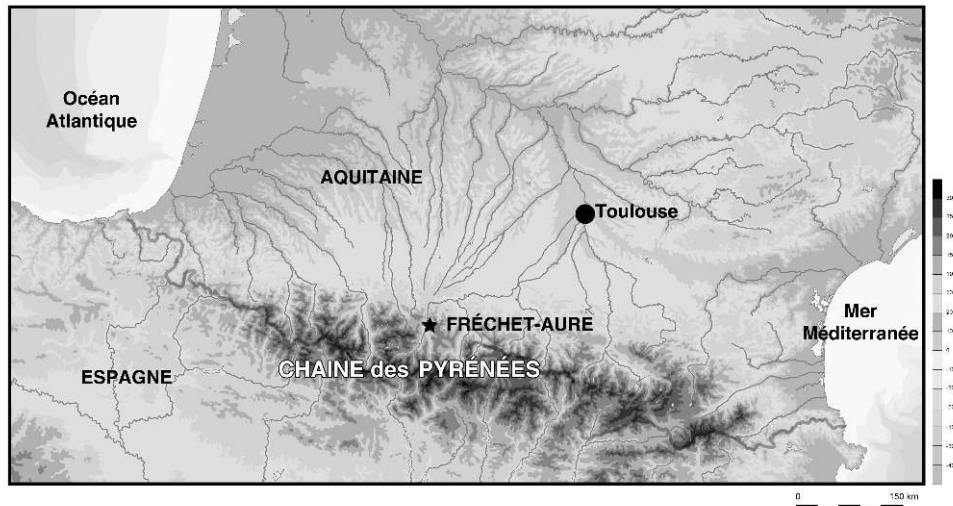 Océan
Atlantique
AQUITAINE
Toulouse
Mer
Méditerranée
FRÉCHET-AURE
CHAINE des PYRÉNÉES
ESPAGNE
0 150 km